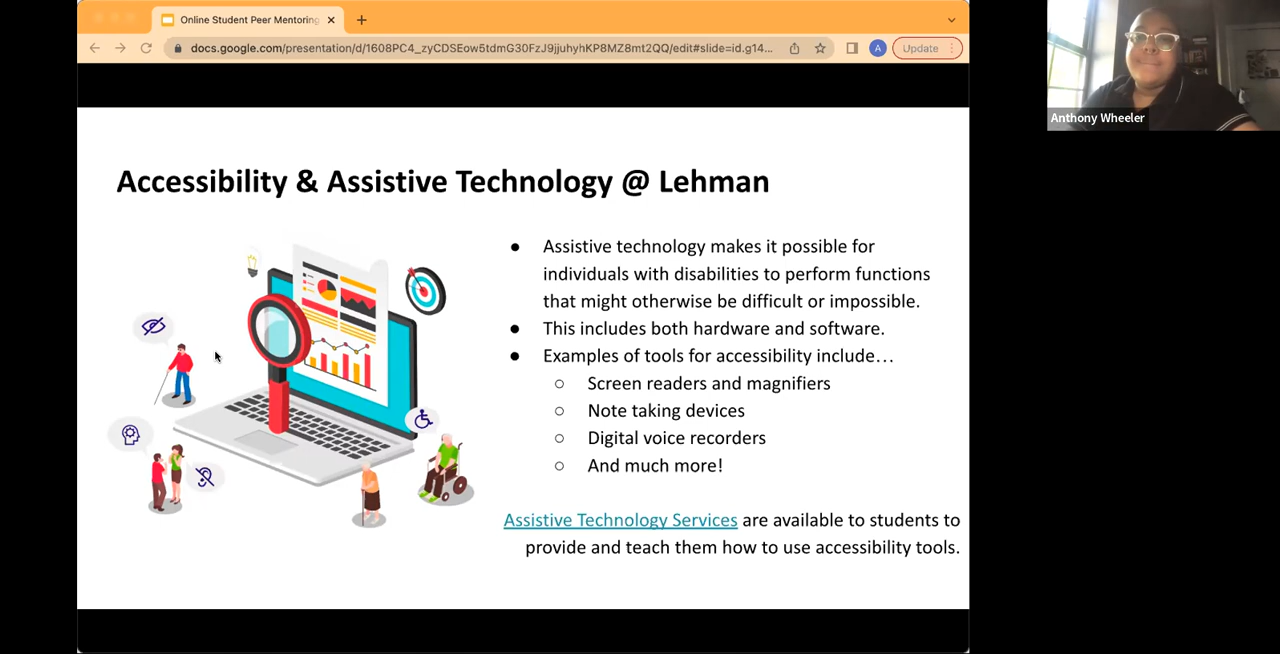 Online Student Peer Mentoring
docs.google.com/presentation/d/1608PC4_zyCDSEow5tdmG30FzJ9jjuhyhKP8MZ8mt2QQ/edit#slide=id.g14...
A
Update
Anthony Wheeler
Accessibility & Assistive Technology @ Lehman
● Assistive technology makes it possible for
individuals with disabilities to perform functions
that might otherwise be difficult or impossible.
● This includes both hardware and software.
● Examples of tools for accessibility include…
○ Screen readers and magnifiers
○ Note taking devices
○ Digital voice recorders
○ And much more!
Assistive Technology Services are available to students to
provide and teach them how to use accessibility tools.